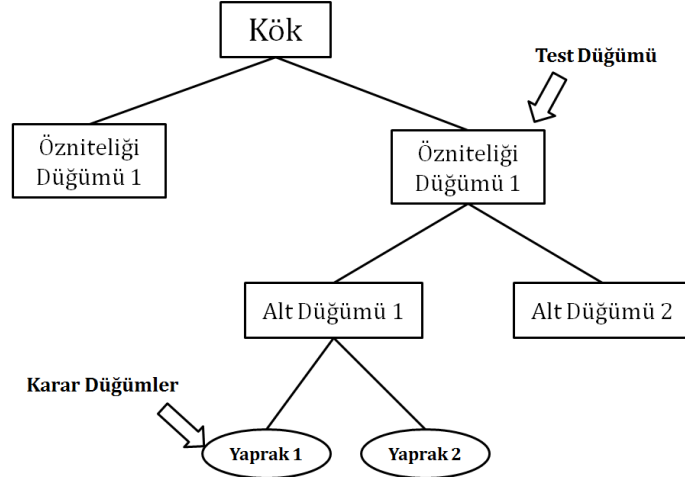 Kök
Test Düğümü
Özniteliği
Düğümü 1
Özniteliği
Düğümü 1
Alt Düğümü 1
Alt Düğümü 2
Karar Düğümler
Yaprak 1
Yaprak 2